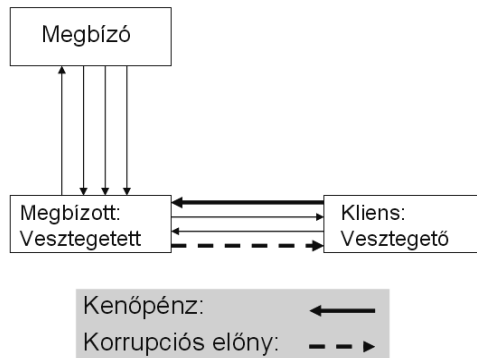 Megbízó
Megbízott:
Vesztegetett
Kliens:
Vesztegető
Kenőpénz:
Korrupciós előny: